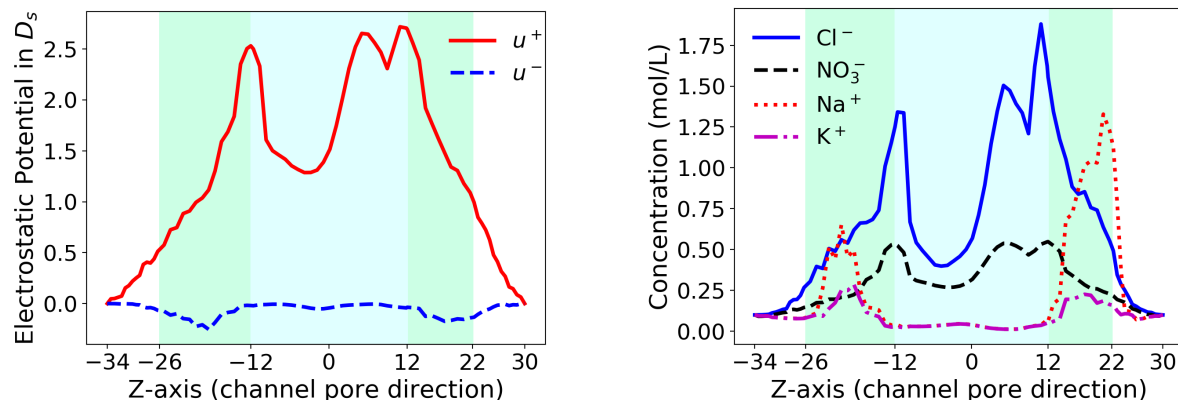 Electrostatic Potential in Dₛ
2.5
2.0
1.5
1.0
0.5
0.0
u⁺
u⁻
−34 −26 −12 0 12 22 30
Z-axis (channel pore direction)
Concentration (mol/L)
1.75
1.50
1.25
1.00
0.75
0.50
0.25
0.00
Cl⁻
NO₃⁻
Na⁺
K⁺
−34 −26 −12 0 12 22 30
Z-axis (channel pore direction)